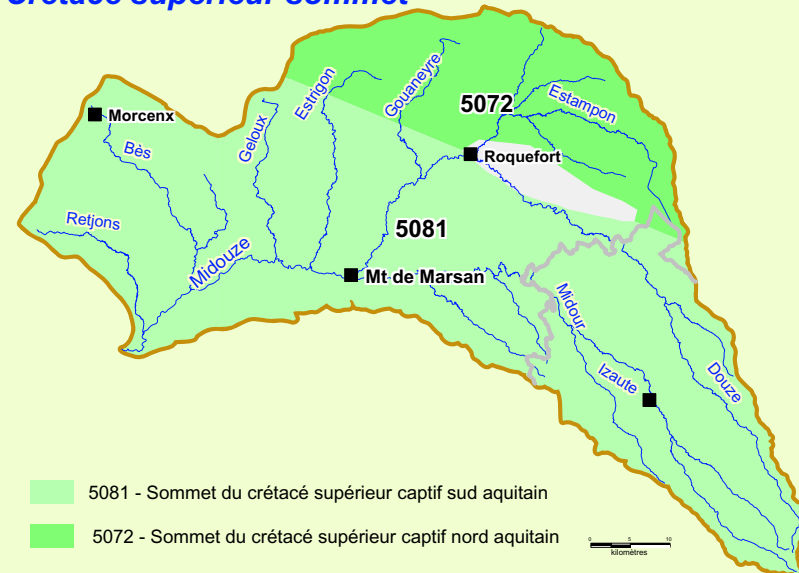 Crétacé supérieur sommet
Morcenx
Bès
Retjons
Geloux
Estrigon
Gouaneyre
5072
Estampon
Roquefort
5081
Midouze
Mt de Marsan
Midour
Izaute
Douze
5081 - Sommet du crétacé supérieur captif sud aquitain
5072 - Sommet du crétacé supérieur captif nord aquitain
0 5 10
kilomètres